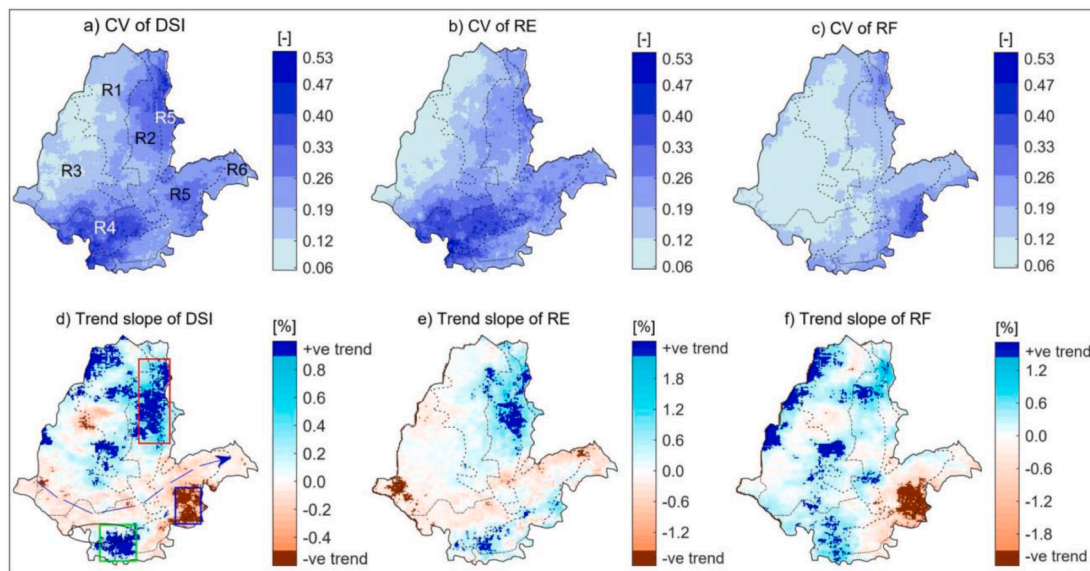 a) CV of DSI
b) CV of RE
c) CV of RF
[-]
0.53
0.47
0.40
0.33
0.26
0.19
0.12
0.06
[-]
0.53
0.47
0.40
0.33
0.26
0.19
0.12
0.06
[-]
0.53
0.47
0.40
0.33
0.26
0.19
0.12
0.06
R1
R5
R2
R3
R6
R5
R4
d) Trend slope of DSI
e) Trend slope of RE
f) Trend slope of RF
[%]
+ve trend
0.8
0.6
0.4
0.2
0.0
-0.2
-0.4
-ve trend
[%]
+ve trend
1.8
1.2
0.6
0.0
-0.6
-1.2
-ve trend
[%]
+ve trend
1.2
0.6
0.0
-0.6
-1.2
-1.8
-ve trend